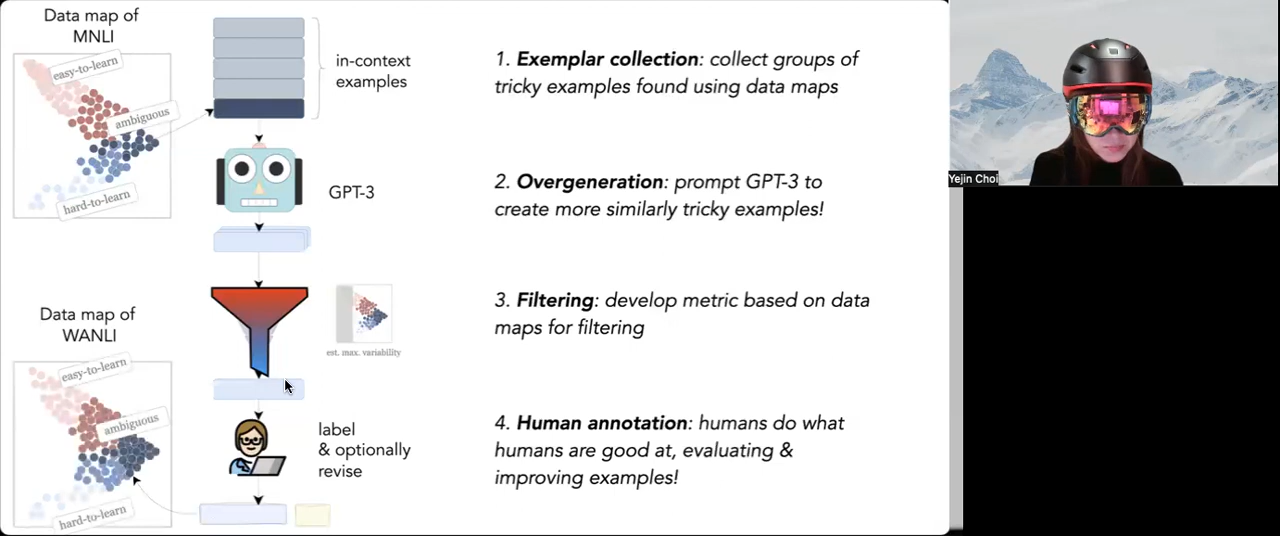 Data map of
MNLI
easy-to-learn
ambiguous
hard-to-learn
in-context
examples
GPT-3
est. max. variability
Data map of
WANLI
easy-to-learn
ambiguous
hard-to-learn
label
& optionally
revise
1. Exemplar collection: collect groups of
tricky examples found using data maps
2. Overgeneration: prompt GPT-3 to
create more similarly tricky examples!
3. Filtering: develop metric based on data
maps for filtering
4. Human annotation: humans do what
humans are good at, evaluating &
improving examples!
Yejin Choi